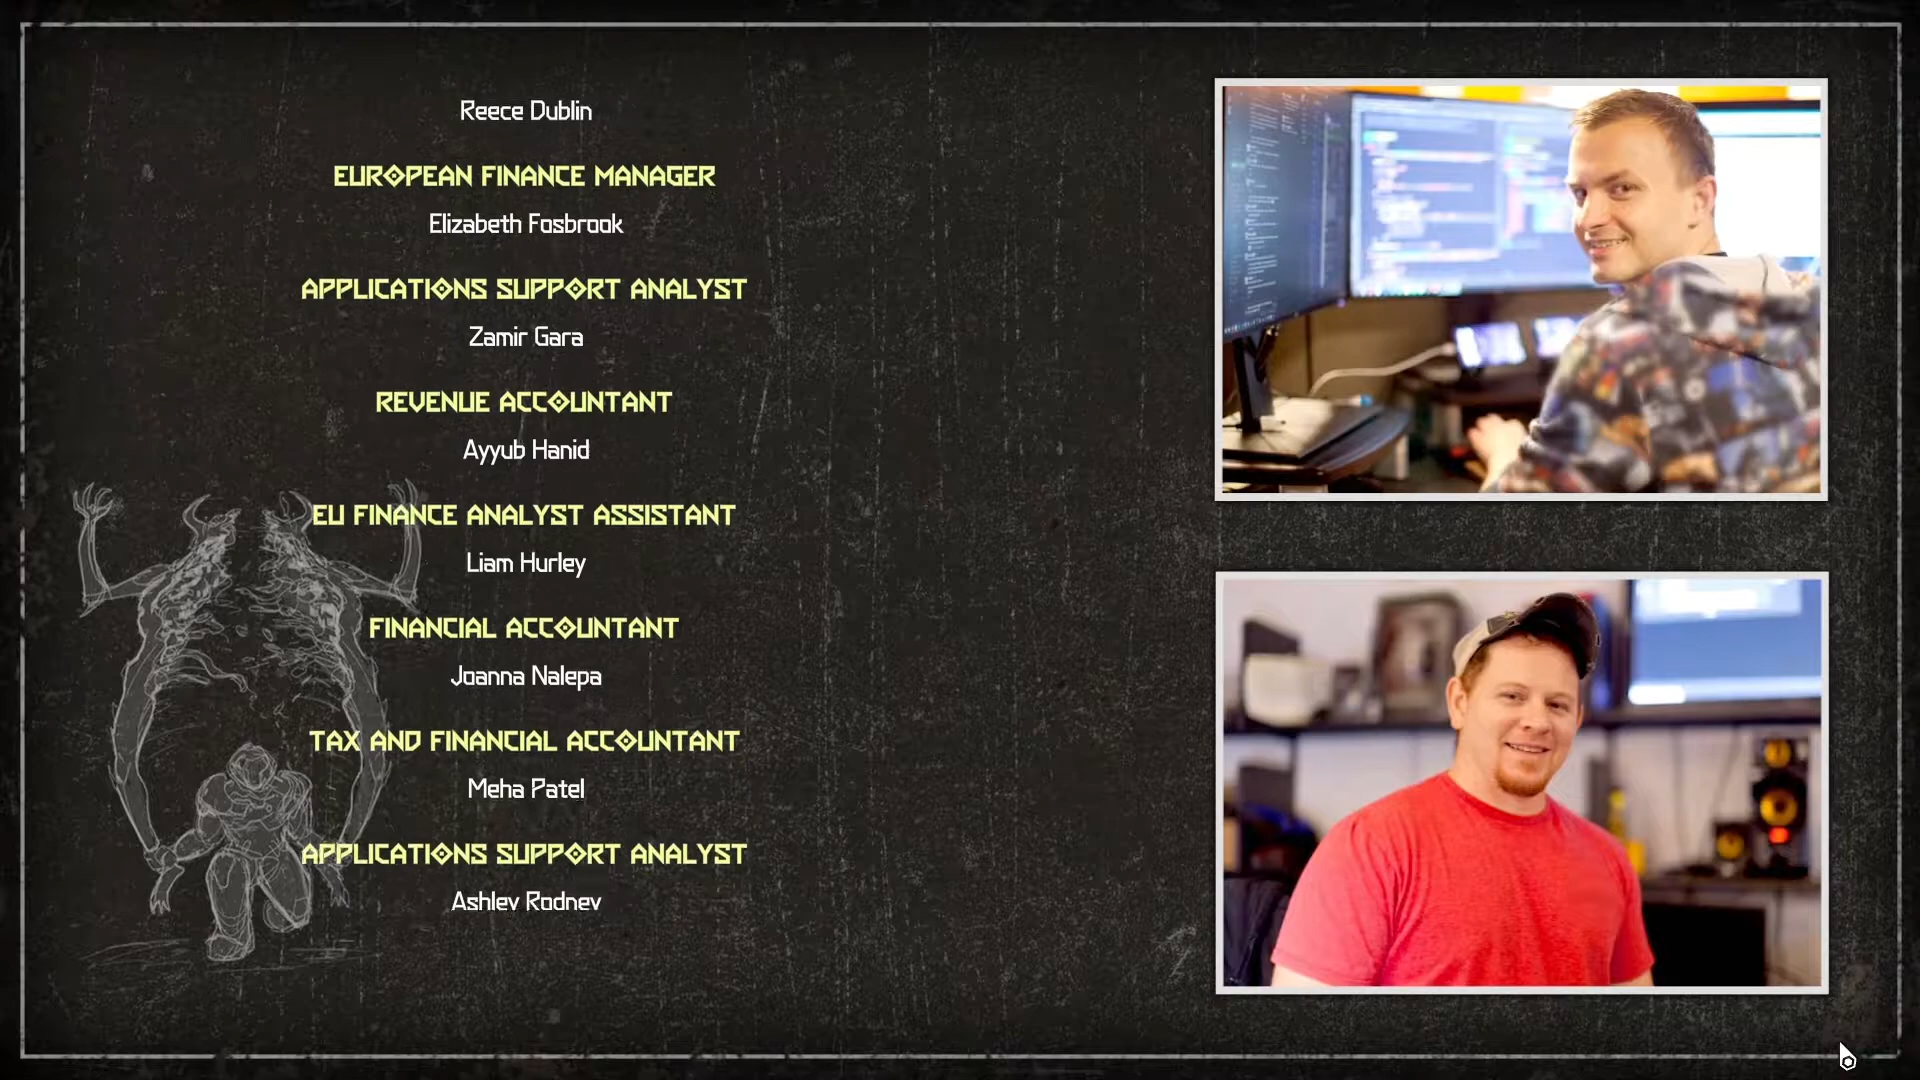 Reece Dublin
EUROPEAN FINANCE MANAGER
Elizabeth Fosbrook
APPLICATIONS SUPPORT ANALYST
Zamir Gara
REVENUE ACCOUNTANT
Ayyub Hanid
EU FINANCE ANALYST ASSISTANT
Liam Hurley
FINANCIAL ACCOUNTANT
Joanna Nalepa
TAX AND FINANCIAL ACCOUNTANT
Meha Patel
APPLICATIONS SUPPORT ANALYST
Ashley Rodney